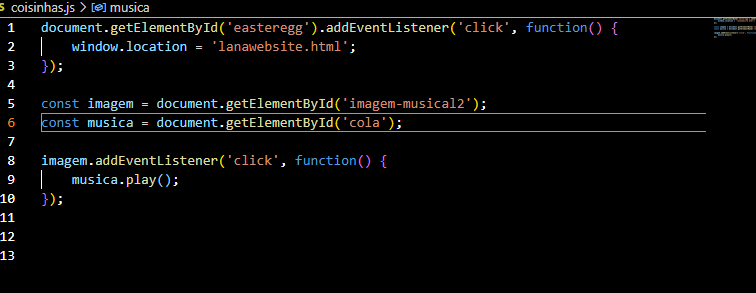 coisinhas.js > musica
1 document.getElementById('easteregg').addEventListener('click', function() {
2     window.location = 'lanawebsite.html';
3 });
4
5 const imagem = document.getElementById('imagem-musical2');
6 const musica = document.getElementById('cola');
7
8 imagem.addEventListener('click', function() {
9     musica.play();
10 });
11
12
13